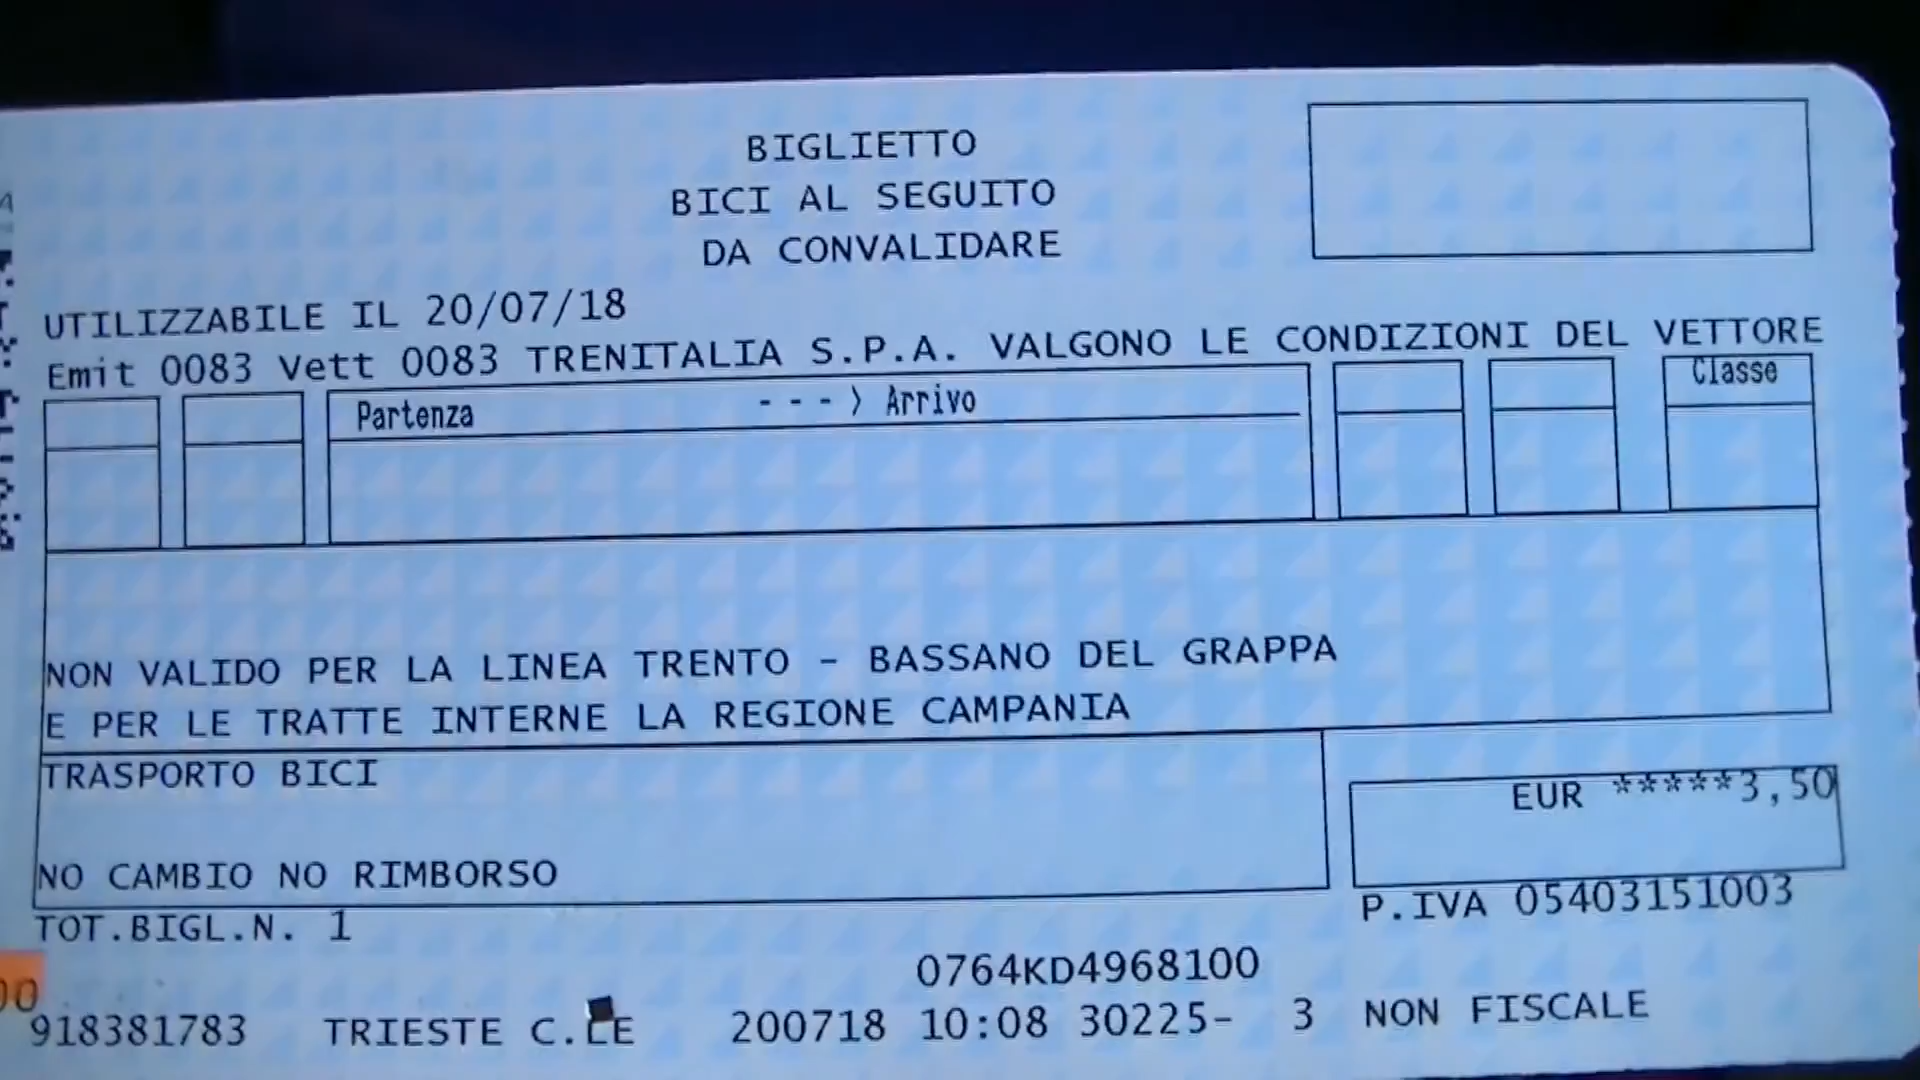 BIGLIETTO
BICI AL SEGUITO
DA CONVALIDARE
UTILIZZABILE IL 20/07/18
Emit 0083 Vett 0083 TRENITALIA S.P.A. VALGONO LE CONDIZIONI DEL VETTORE
Partenza ---> Arrivo Classe
NON VALIDO PER LA LINEA TRENTO - BASSANO DEL GRAPPA
E PER LE TRATTE INTERNE LA REGIONE CAMPANIA
TRASPORTO BICI
EUR *****3,50
NO CAMBIO NO RIMBORSO
P.IVA 05403151003
TOT.BIGL.N. 1
0764KD4968100
918381783 TRIESTE C.LE 200718 10:08 30225- 3 NON FISCALE